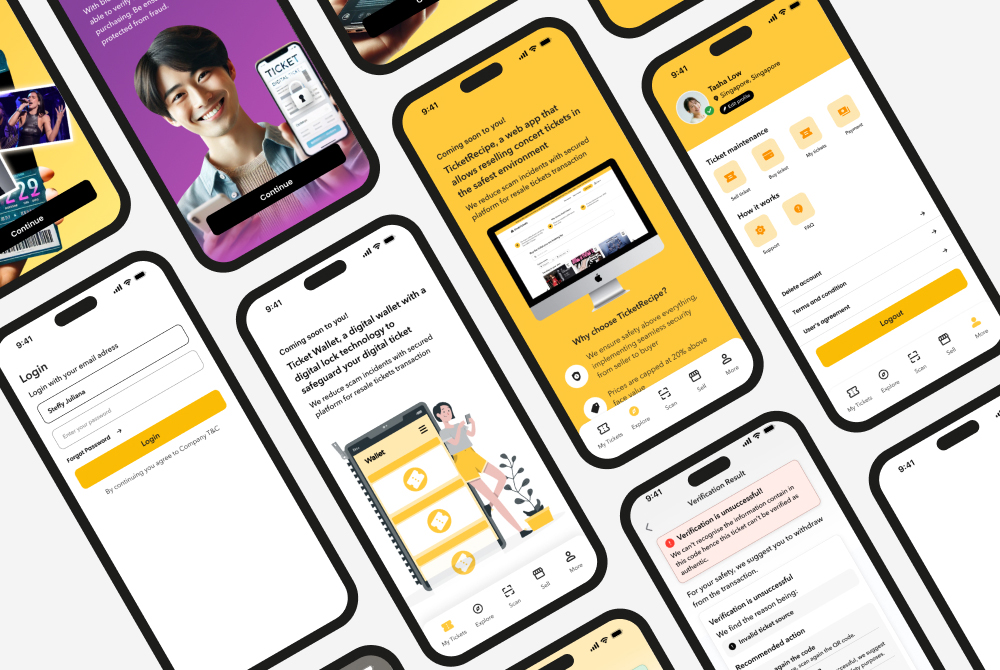 able to verify
purchasing. Be
protected from fraud.
TICKET
Continue
Continue
9:41
Coming soon to you!
TicketRecipe, a web app that
allows reselling concert tickets in
the safest environment
We reduce scam incidents with secured
platform for resale tickets transaction
Why choose TicketRecipe?
We ensure safety above everything,
implementing seamless security
from seller to buyer
Prices are capped at 20% above
face value
My Tickets
Explore
Scan
Sell
More
9:41
Tasha Low
Singapore, Singapore
Edit profile
Ticket maintenance
Sell ticket
Buy ticket
My tickets
Payment
How it works
Support
FAQ
Delete account
Terms and condition
User's agreement
Logout
My Tickets
Explore
Scan
Sell
More
9:41
Login
Login with your email adress
Steffy Juliana
Enter your password
Forgot Password
Login
By continuing you agree to Company T&C
9:41
Coming soon to you!
Ticket Wallet, a digital wallet with a
digital lock technology to
safeguard your digital ticket
We reduce scam incidents with secured
platform for resale tickets transaction
Wallet
My Tickets
Explore
Scan
Sell
More
9:41
Verification Result
Verification is unsuccessful!
We can't recognise the information contain in
this code hence this ticket can't be verified as
authentic.
For your safety, we suggest you to withdraw
from the transaction.
Verification is unsuccessful
We find the reason being:
Invalid ticket source
Recommended action
again the code
scan again the QR code.
9:41